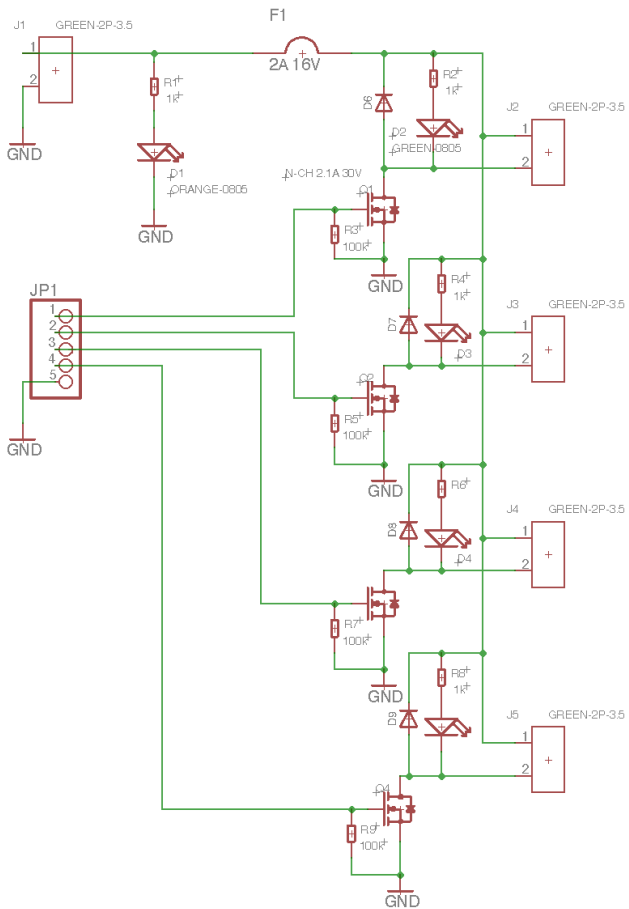 F1
J1
GREEN-2P-3.5
1
2
2A 16V
GND
R1
1k
D1
ORANGE-0805
GND
D6
R2
1k
D2
GREEN-0805
J2
GREEN-2P-3.5
1
2
N-CH 2.1A 30V
Q1
R3
100k
GND
JP1
1
2
3
4
5
GND
D7
R4
1k
D3
J3
GREEN-2P-3.5
1
2
Q2
R5
100k
GND
D8
R6
D4
J4
GREEN-2P-3.5
1
2
R7
100k
GND
D9
R8
1k
J5
GREEN-2P-3.5
1
2
Q4
R9
100k
GND